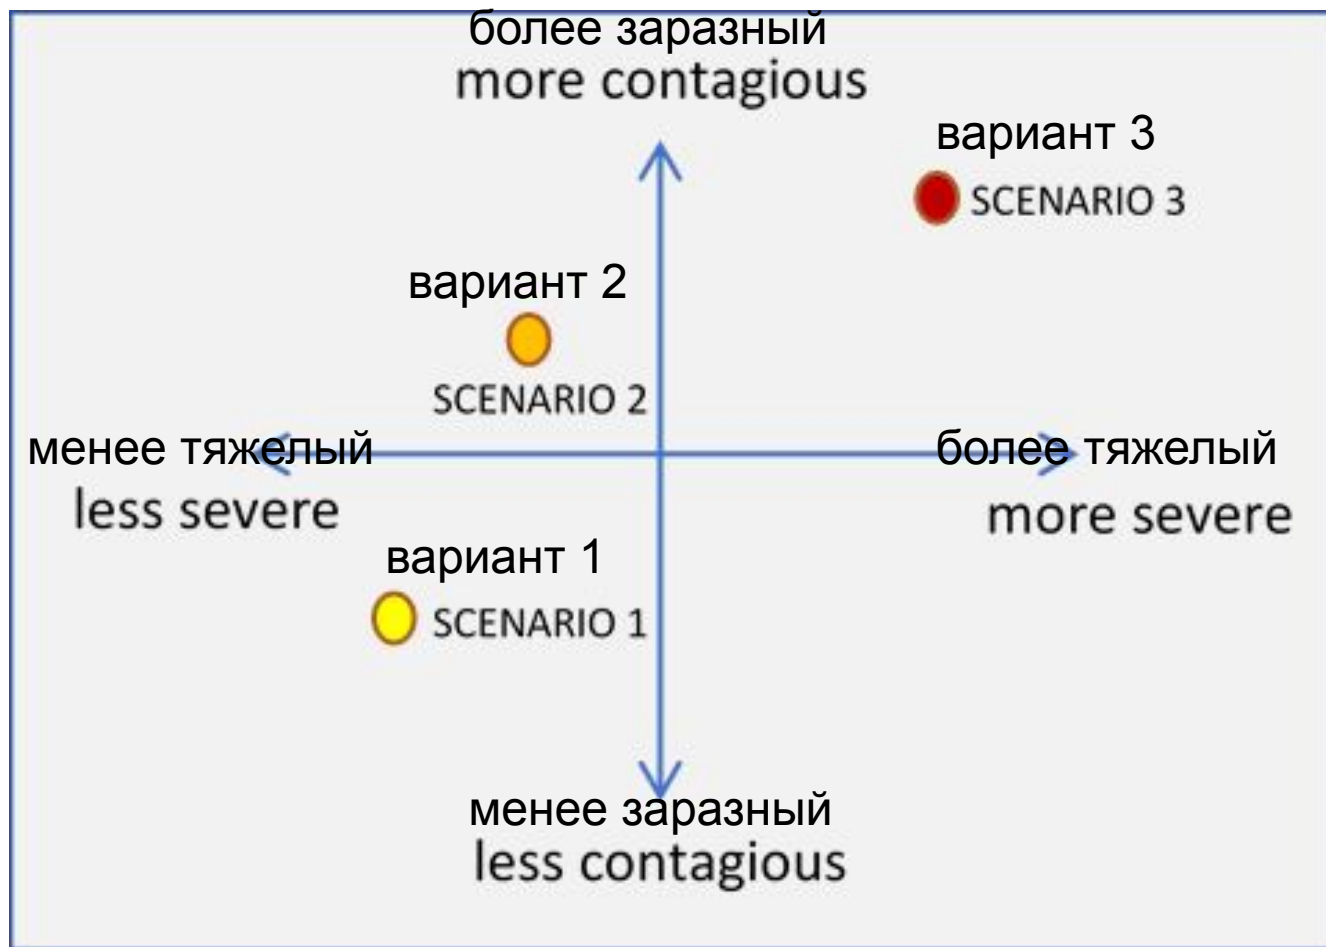 более заразный
more contagious
вариант 3
SCENARIO 3
вариант 2
SCENARIO 2
менее тяжелый
более тяжелый
less severe
more severe
вариант 1
SCENARIO 1
менее заразный
less contagious